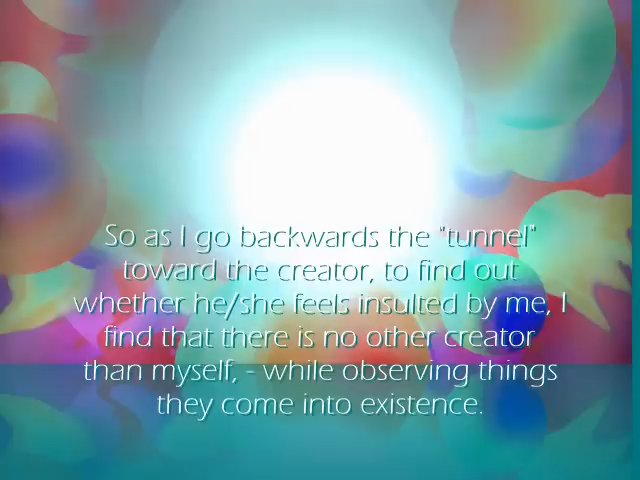 So as I go backwards the "tunnel"
toward the creator, to find out
whether he/she feels insulted by me, I
find that there is no other creator
than myself, - while observing things
they come into existence.